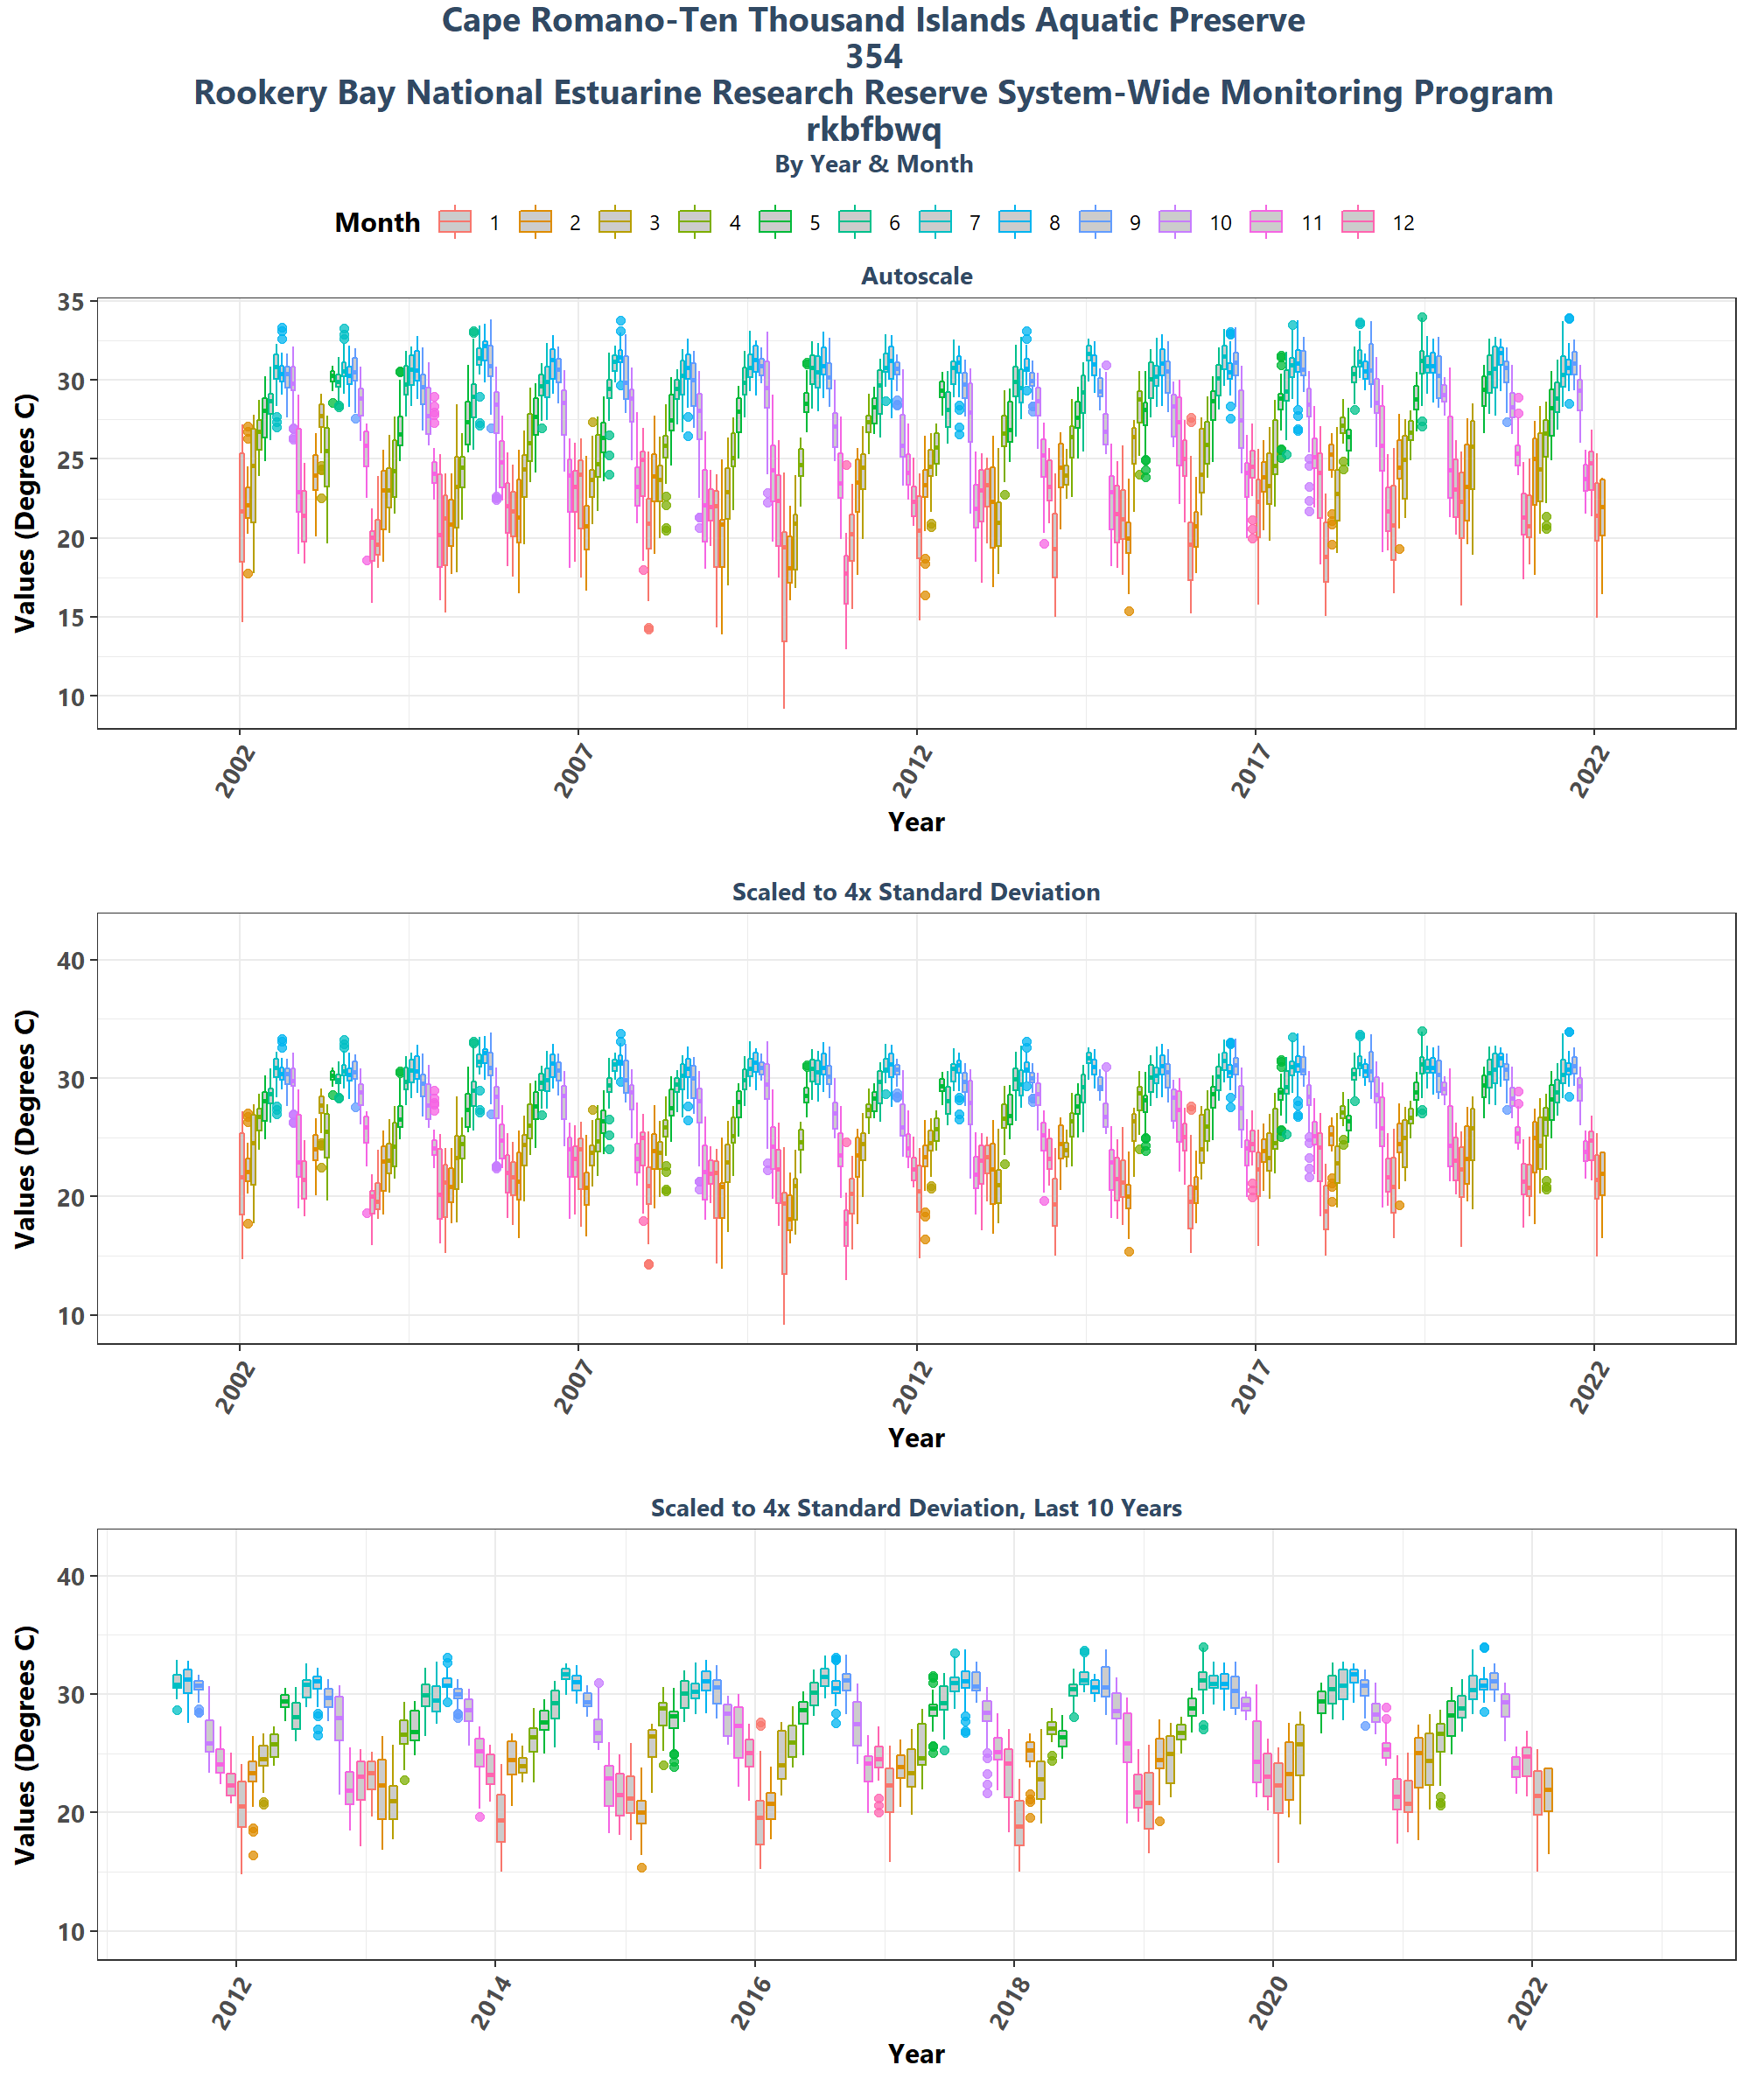 Cape Romano-Ten Thousand Islands Aquatic Preserve
354
Rookery Bay National Estuarine Research Reserve System-Wide Monitoring Program
rkbfbwq
By Year & Month
Month 1 2 3 4 5 6 7 8 9 10 11 12
Autoscale
Values (Degrees C)
35
30
25
20
15
10
2002 2007 2012 2017 2022
Year
Scaled to 4x Standard Deviation
Values (Degrees C)
40
30
20
10
2002 2007 2012 2017 2022
Year
Scaled to 4x Standard Deviation, Last 10 Years
Values (Degrees C)
40
30
20
10
2012 2014 2016 2018 2020 2022
Year